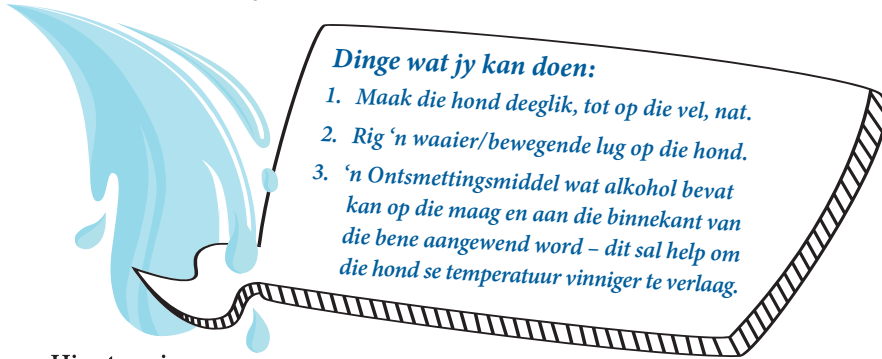 Dinge wat jy kan doen:
1. Maak die hond deeglik, tot op die vel, nat.
2. Rig ‘n waaier/bewegende lug op die hond.
3. ‘n Ontsmettingsmiddel wat alkohol bevat
kan op die maag en aan die binnekant van
die bene aangewend word – dit sal help om
die hond se temperatuur vinniger te verlaag.